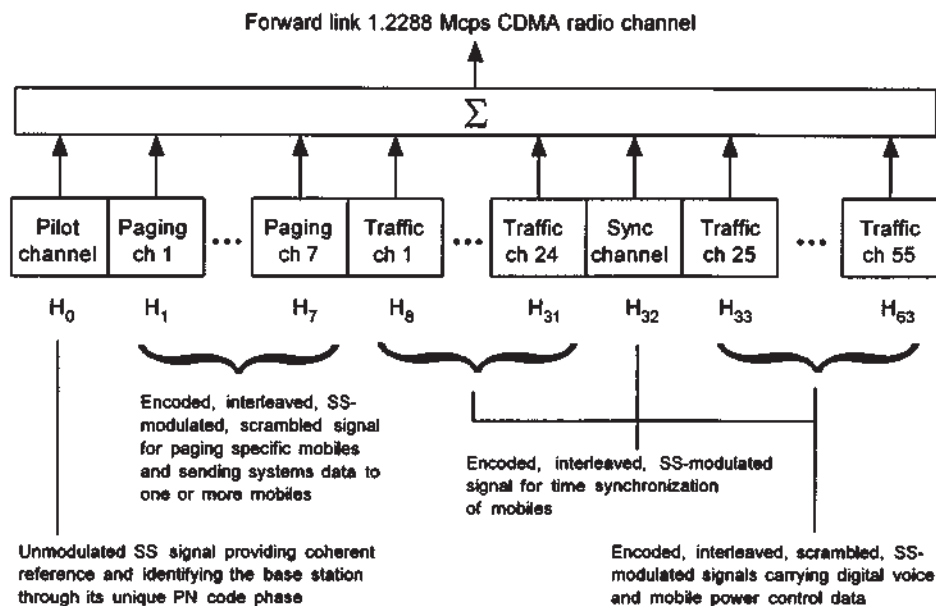 Forward link 1.2288 Mcps CDMA radio channel
Σ
Pilot channel
Paging ch 1
...
Paging ch 7
Traffic ch 1
...
Traffic ch 24
Sync channel
Traffic ch 25
...
Traffic ch 55
H0 H1 H7 H8 H31 H32 H33 H63
Encoded, interleaved, SS-
modulated, scrambled signal
for paging specific mobiles
and sending systems data to
one or more mobiles
Encoded, interleaved, SS-modulated
signal for time synchronization
of mobiles
Unmodulated SS signal providing coherent
reference and identifying the base station
through its unique PN code phase
Encoded, interleaved, scrambled, SS-
modulated signals carrying digital voice
and mobile power control data